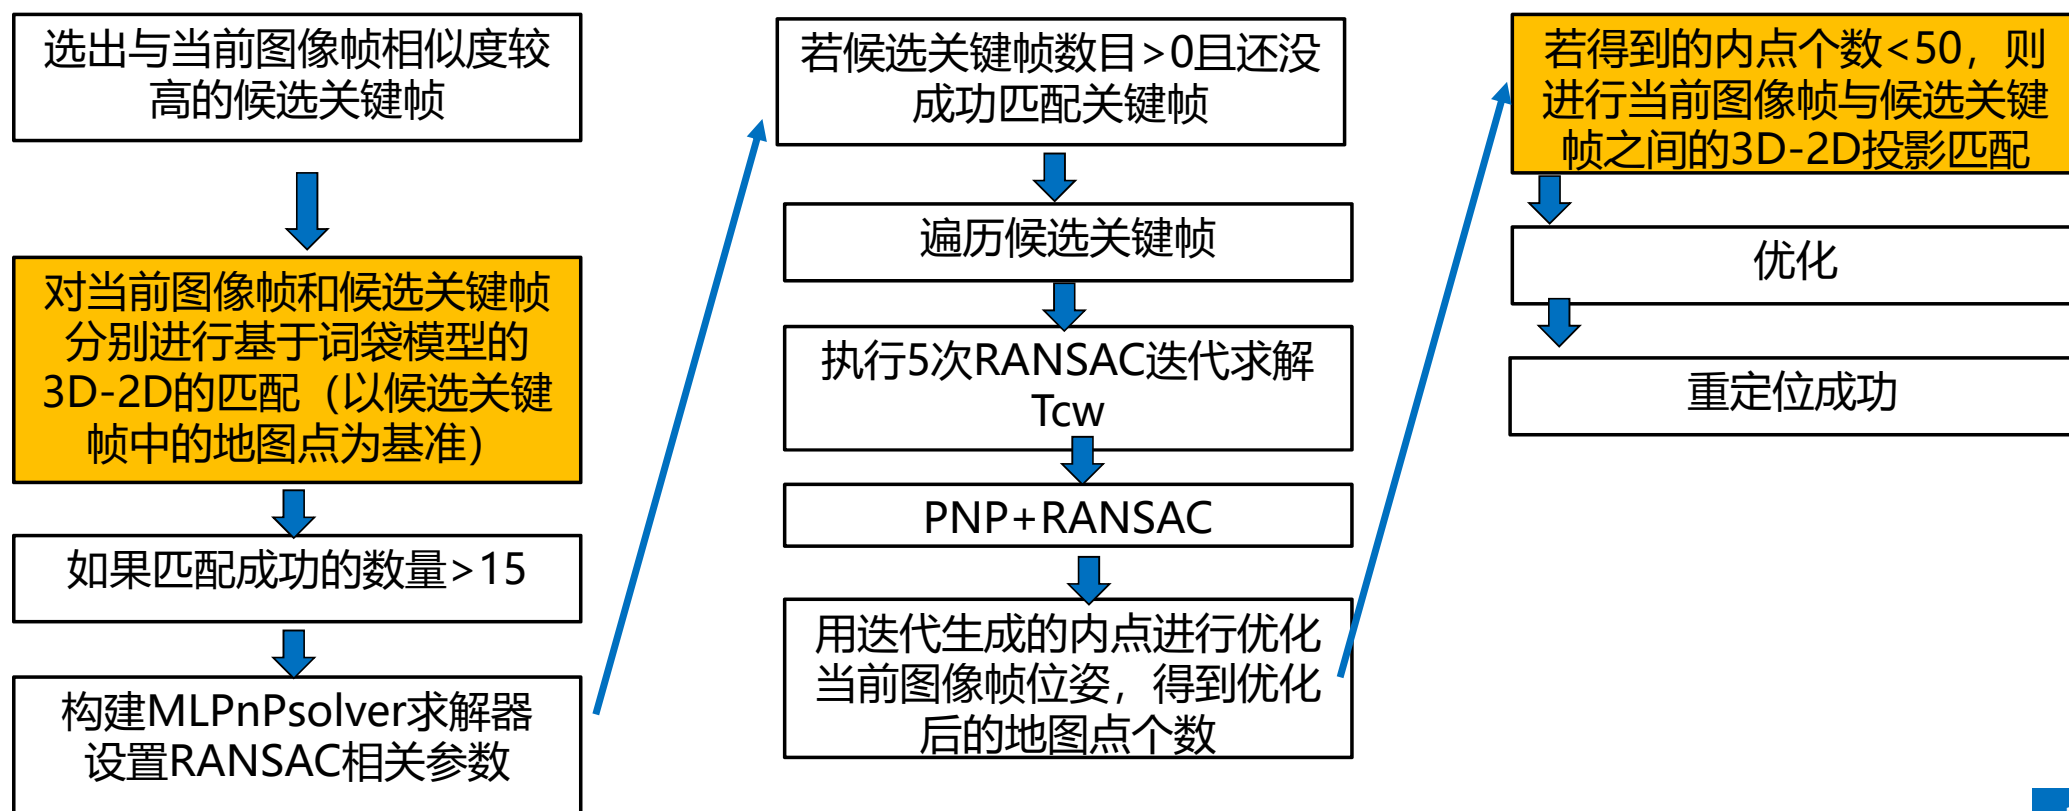 选出与当前图像帧相似度较
高的候选关键帧
对当前图像帧和候选关键帧
分别进行基于词袋模型的
3D-2D的匹配（以候选关键
帧中的地图点为基准）
如果匹配成功的数量>15
构建MLPnPsolver求解器
设置RANSAC相关参数
若候选关键帧数目>0且还没
成功匹配关键帧
遍历候选关键帧
执行5次RANSAC迭代求解
Tcw
PNP+RANSAC
用迭代生成的内点进行优化
当前图像帧位姿，得到优化
后的地图点个数
若得到的内点个数<50，则
进行当前图像帧与候选关键
帧之间的3D-2D投影匹配
优化
重定位成功